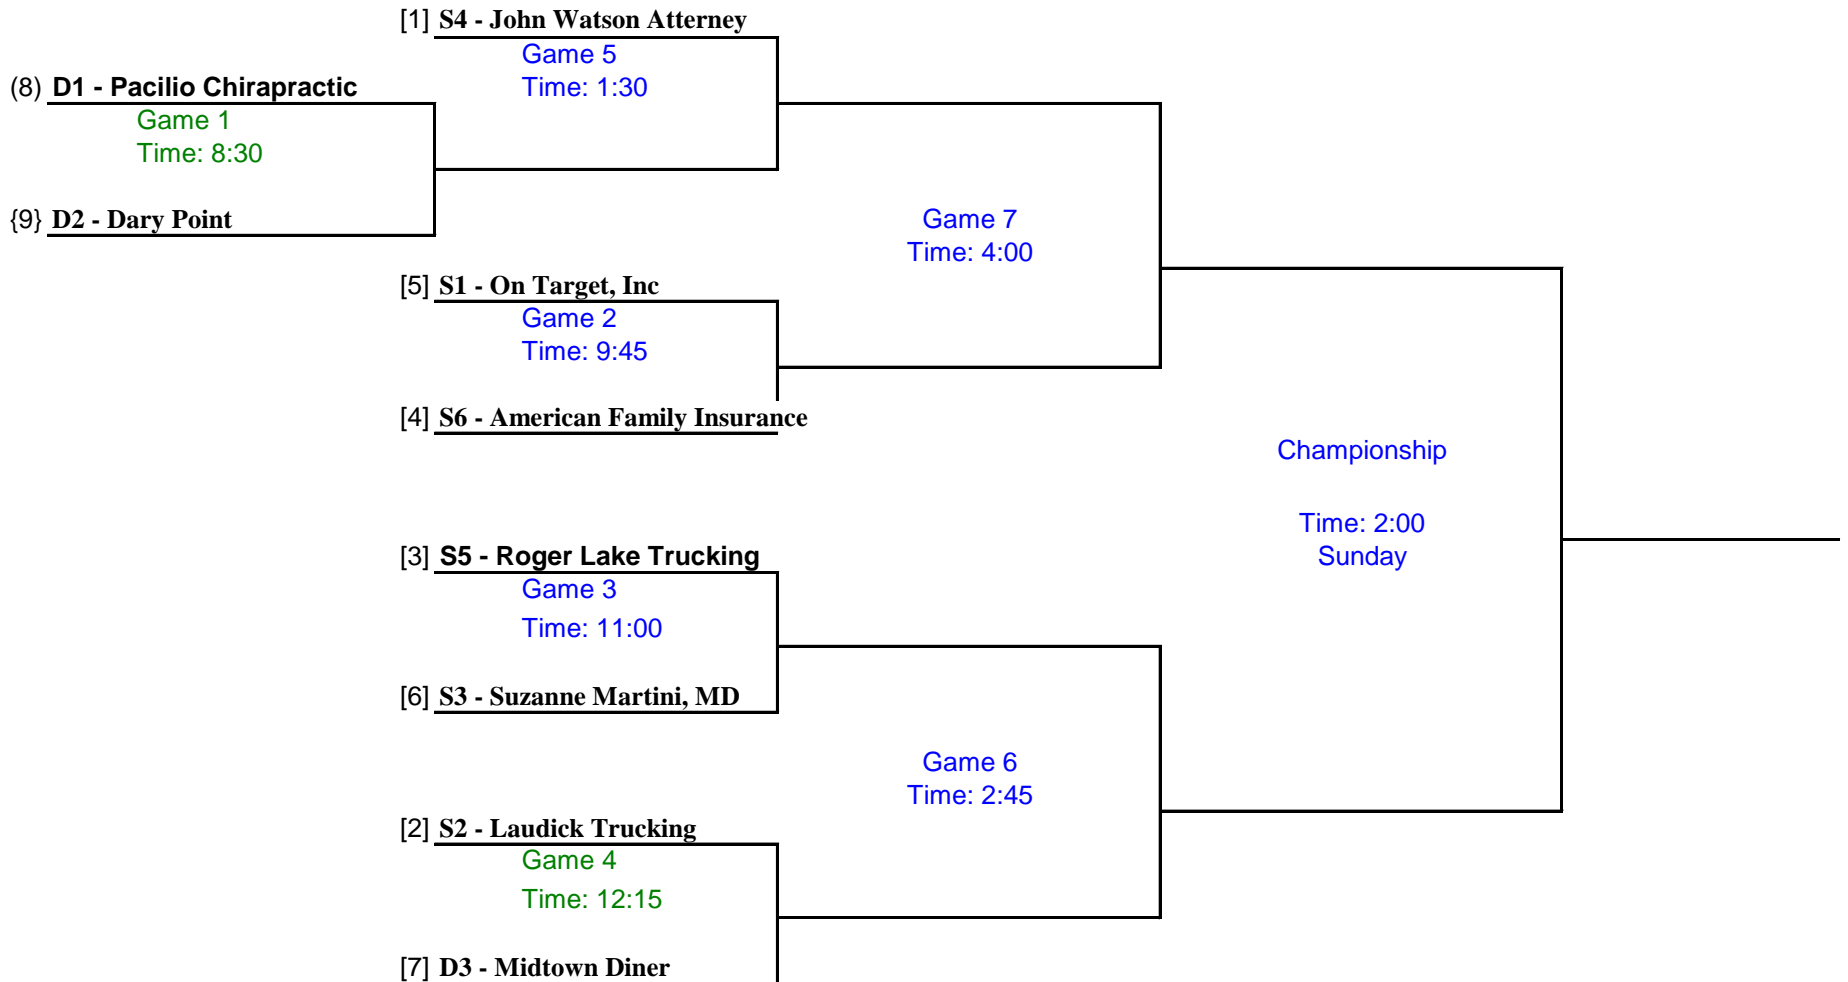 [1] S4 - John Watson Atterney
Game 5
Time: 1:30
(8) D1 - Pacilio Chirapractic
Game 1
Time: 8:30
{9} D2 - Dary Point
Game 7
Time: 4:00
[5] S1 - On Target, Inc
Game 2
Time: 9:45
[4] S6 - American Family Insurance
Championship
Time: 2:00
Sunday
[3] S5 - Roger Lake Trucking
Game 3
Time: 11:00
[6] S3 - Suzanne Martini, MD
Game 6
Time: 2:45
[2] S2 - Laudick Trucking
Game 4
Time: 12:15
[7] D3 - Midtown Diner